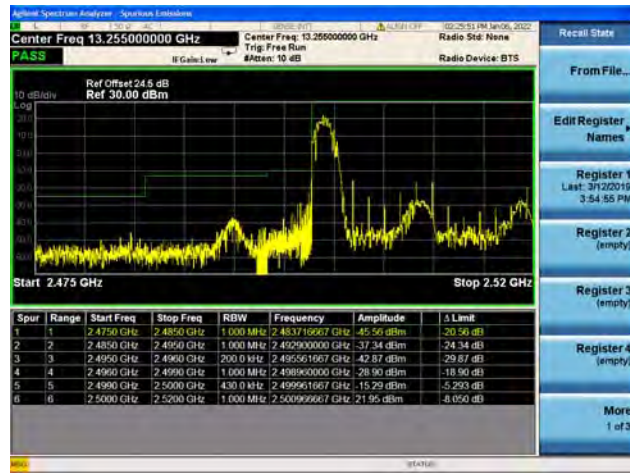 Agilent Spectrum Analyzer - Spurious Emissions
SENSE:INT
ALIGN OFF
02:25:51 PM Jan 06, 2022
Center Freq 13.255000000 GHz
Center Freq: 13.255000000 GHz
Radio Std: None
Trig: Free Run
PASS
IFGain:Low
#Atten: 10 dB
Radio Device: BTS
Ref Offset 24.5 dB
10 dB/div
Ref 30.00 dBm
Log
Start 2.475 GHz
Stop 2.52 GHz
Spur Range Start Freq Stop Freq RBW Frequency Amplitude Δ Limit
1 1 2.4750 GHz 2.4850 GHz 1.000 MHz 2.483716667 GHz -45.56 dBm -20.56 dB
2 2 2.4850 GHz 2.4950 GHz 1.000 MHz 2.492900000 GHz -37.34 dBm -24.34 dB
3 3 2.4950 GHz 2.4960 GHz 200.0 kHz 2.495561667 GHz -42.87 dBm -29.87 dB
4 4 2.4960 GHz 2.4990 GHz 1.000 MHz 2.498960000 GHz -28.90 dBm -18.90 dB
5 5 2.4990 GHz 2.5000 GHz 430.0 kHz 2.499961667 GHz -15.29 dBm -5.293 dB
6 6 2.5000 GHz 2.5200 GHz 1.000 MHz 2.500966667 GHz 21.95 dBm -8.050 dB
MSG
STATUS
Recall State
From File...
Edit Register
Names
Register 1
Last: 3/12/2019
3:54:55 PM
Register 2
(empty)
Register 3
(empty)
Register 4
(empty)
More
1 of 3